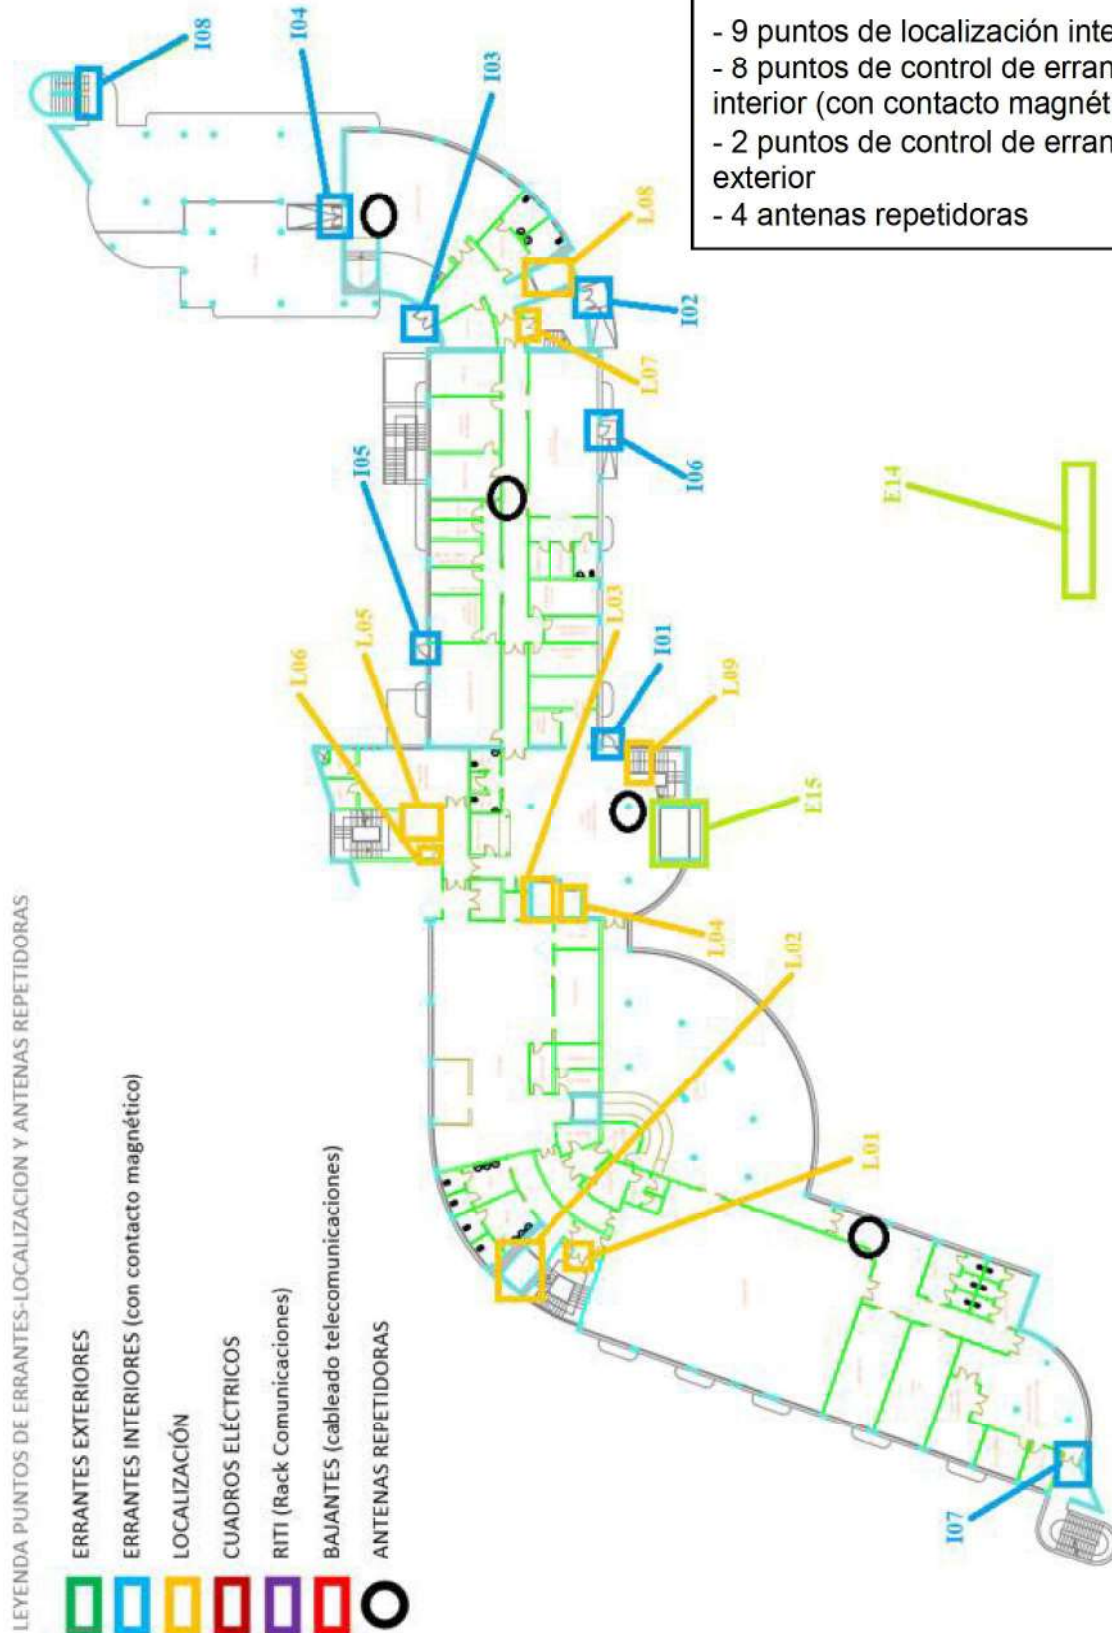 - 9 puntos de localización inte
- 8 puntos de control de erran
interior (con contacto magnét
- 2 puntos de control de erran
exterior
- 4 antenas repetidoras
LEYENDA PUNTOS DE ERRANTES-LOCALIZACION Y ANTENAS REPETIDORAS
ERRANTES EXTERIORES
ERRANTES INTERIORES (con contacto magnético)
LOCALIZACIÓN
CUADROS ELÉCTRICOS
RITI (Rack Comunicaciones)
BAJANTES (cableado telecomunicaciones)
ANTENAS REPETIDORAS
I08
I04
I03
L08
I02
L07
I06
I05
E14
L05
L03
L06
I01
L09
E15
L04
L02
L01
I07